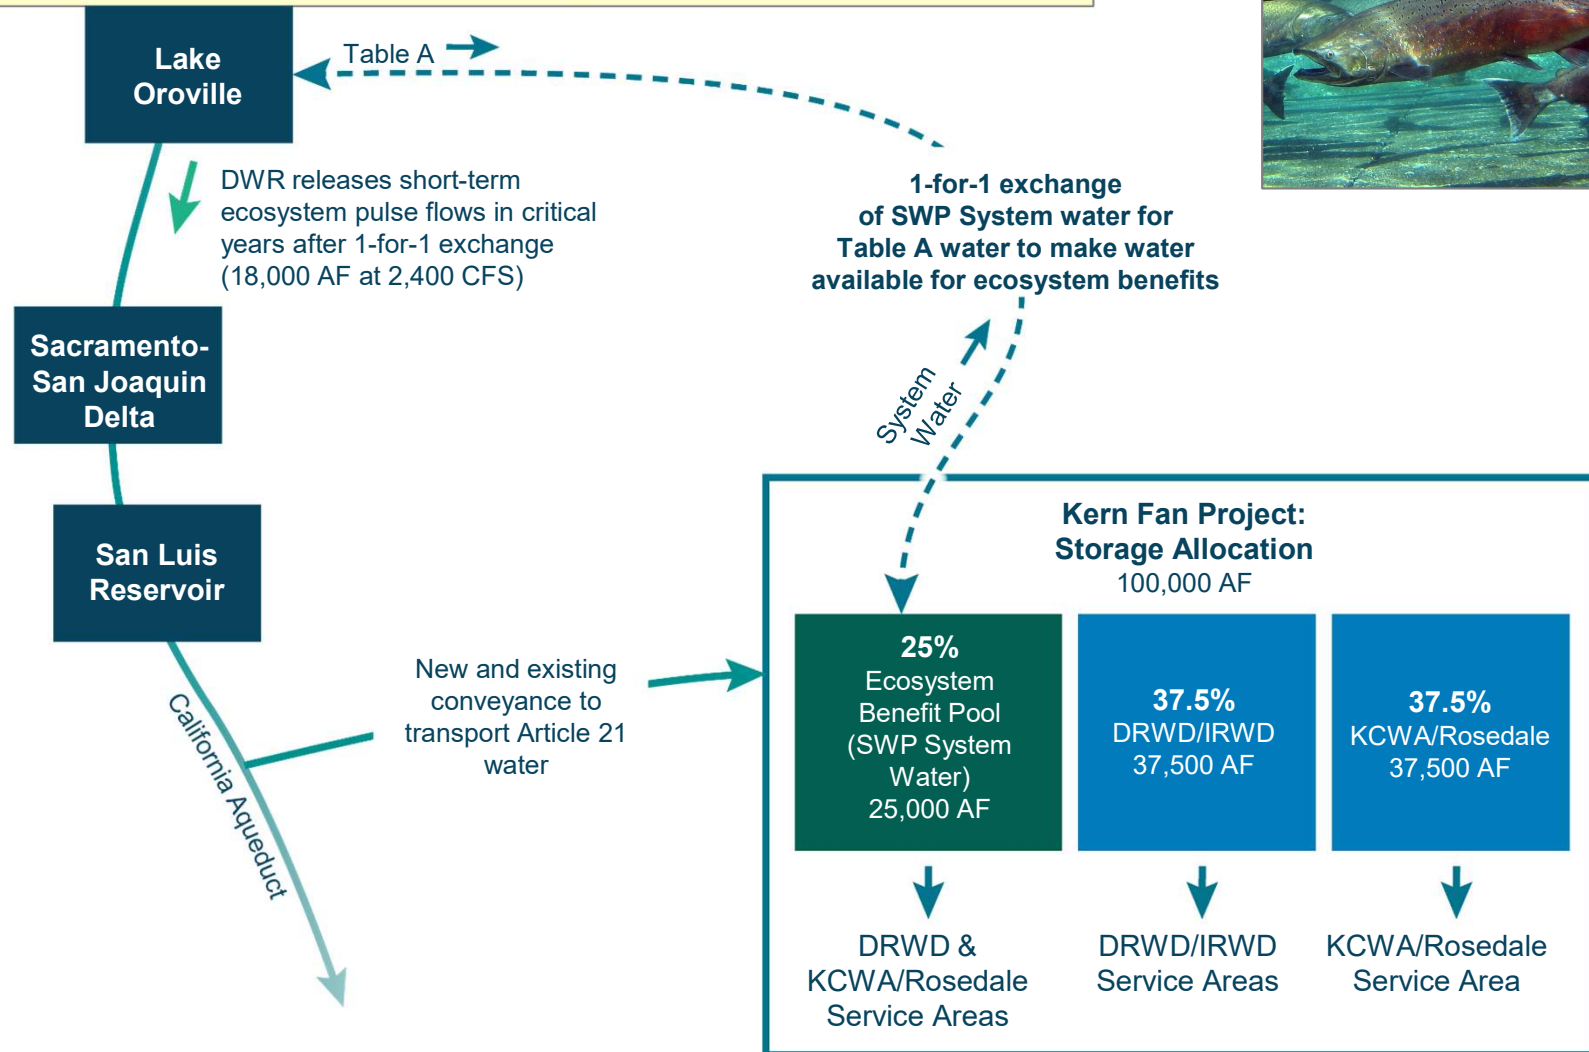 Lake
Oroville
Table A
DWR releases short-term
ecosystem pulse flows in critical
years after 1-for-1 exchange
(18,000 AF at 2,400 CFS)
1-for-1 exchange
of SWP System water for
Table A water to make water
available for ecosystem benefits
System
Water
Sacramento-
San Joaquin
Delta
San Luis
Reservoir
California Aqueduct
New and existing
conveyance to
transport Article 21
water
Kern Fan Project:
Storage Allocation
100,000 AF
25%
Ecosystem
Benefit Pool
(SWP System
Water)
25,000 AF
37.5%
DRWD/IRWD
37,500 AF
37.5%
KCWA/Rosedale
37,500 AF
DRWD &
KCWA/Rosedale
Service Areas
DRWD/IRWD
Service Areas
KCWA/Rosedale
Service Area